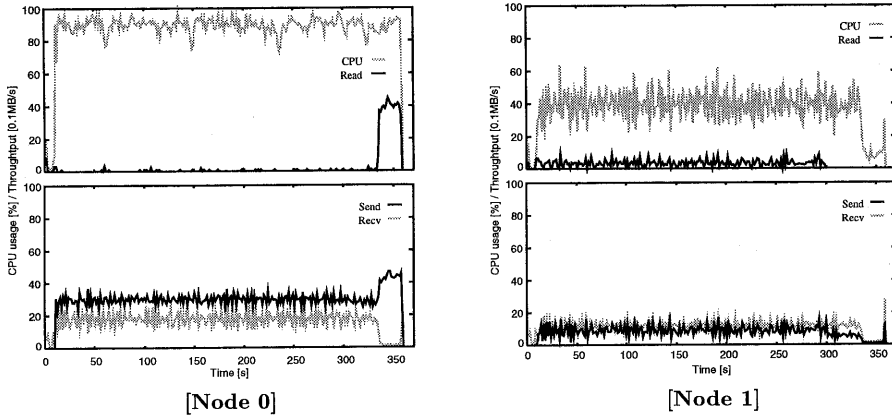 100
80
60
40
20
0
CPU
Read
100
80
60
40
20
0
Send
Recv
0 50 100 150 200 250 300 350
Time [s]
CPU usage [%] / Throughtput [0.1MB/s]
[Node 0]
100
80
60
40
20
0
CPU
Read
100
80
60
40
20
0
Send
Recv
0 50 100 150 200 250 300 350
Time [s]
CPU usage [%] / Throughtput [0.1MB/s]
[Node 1]